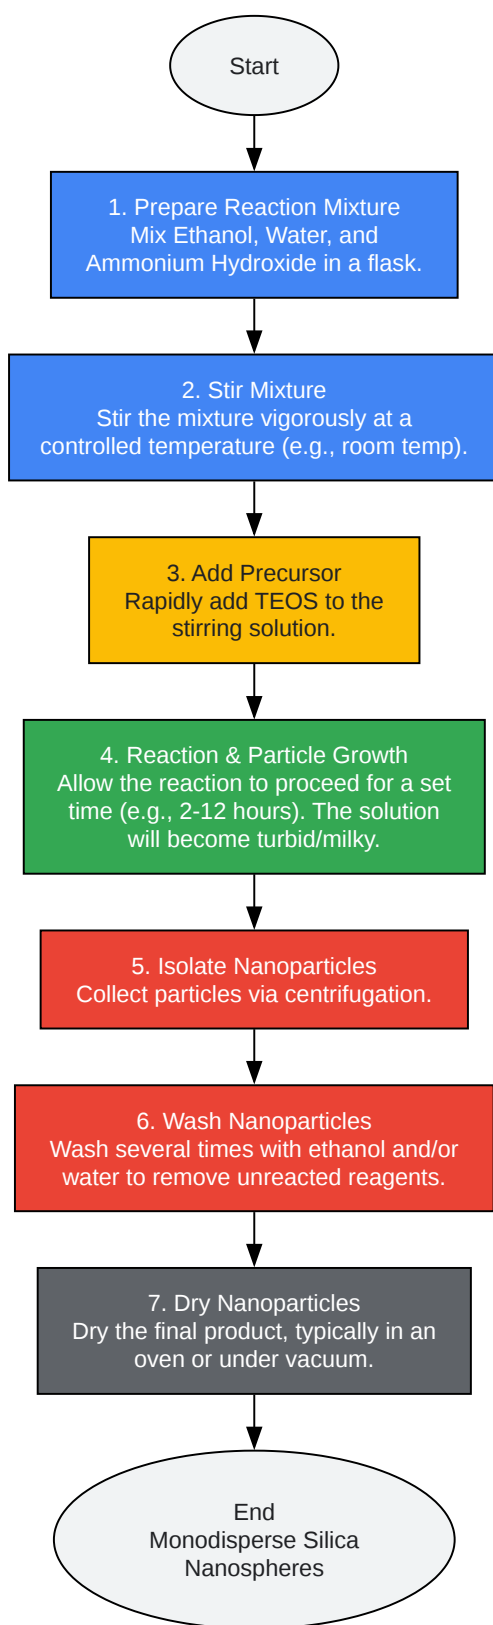 Start
1. Prepare Reaction Mixture
Mix Ethanol, Water, and
Ammonium Hydroxide in a flask.
2. Stir Mixture
Stir the mixture vigorously at a
controlled temperature (e.g., room temp).
3. Add Precursor
Rapidly add TEOS to the
stirring solution.
4. Reaction & Particle Growth
Allow the reaction to proceed for a set
time (e.g., 2-12 hours). The solution
will become turbid/milky.
5. Isolate Nanoparticles
Collect particles via centrifugation.
6. Wash Nanoparticles
Wash several times with ethanol and/or
water to remove unreacted reagents.
7. Dry Nanoparticles
Dry the final product, typically in an
oven or under vacuum.
End
Monodisperse Silica
Nanospheres